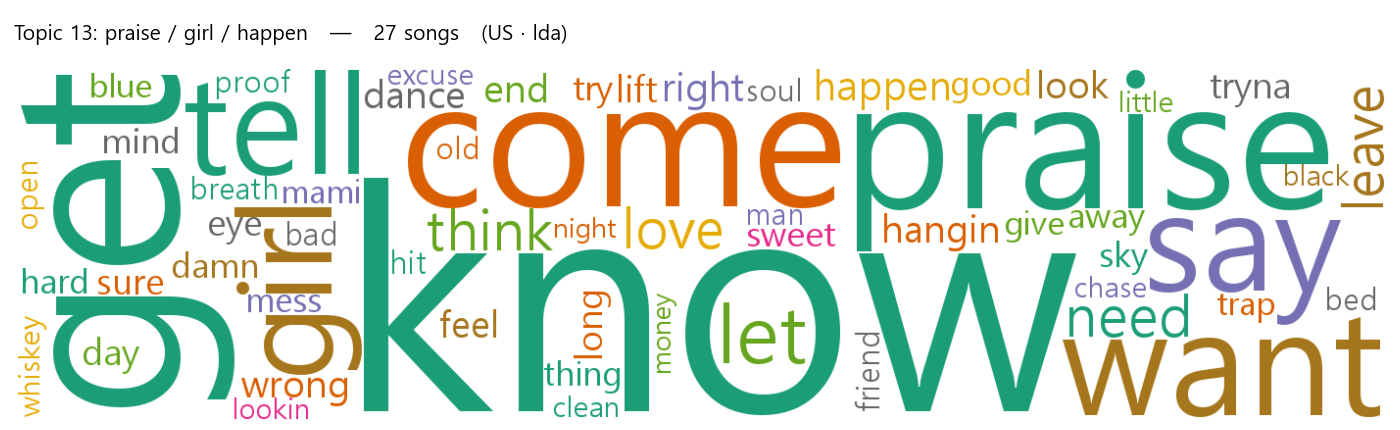 Topic 13: praise / girl / happen — 27 songs (US · lda)
get
blue
proof
tell
excuse
dance
end
try
lift
right
soul
happen
good
look
little
tryna
leave
mind
old
come
praise
black
open
breath
mami
eye
girl
bad
think
night
love
man
sweet
hangin
give
away
say
hard
sure
damn
hit
know
sky
mess
chase
trap
bed
whiskey
day
feel
long
money
let
friend
need
want
wrong
lookin
thing
clean